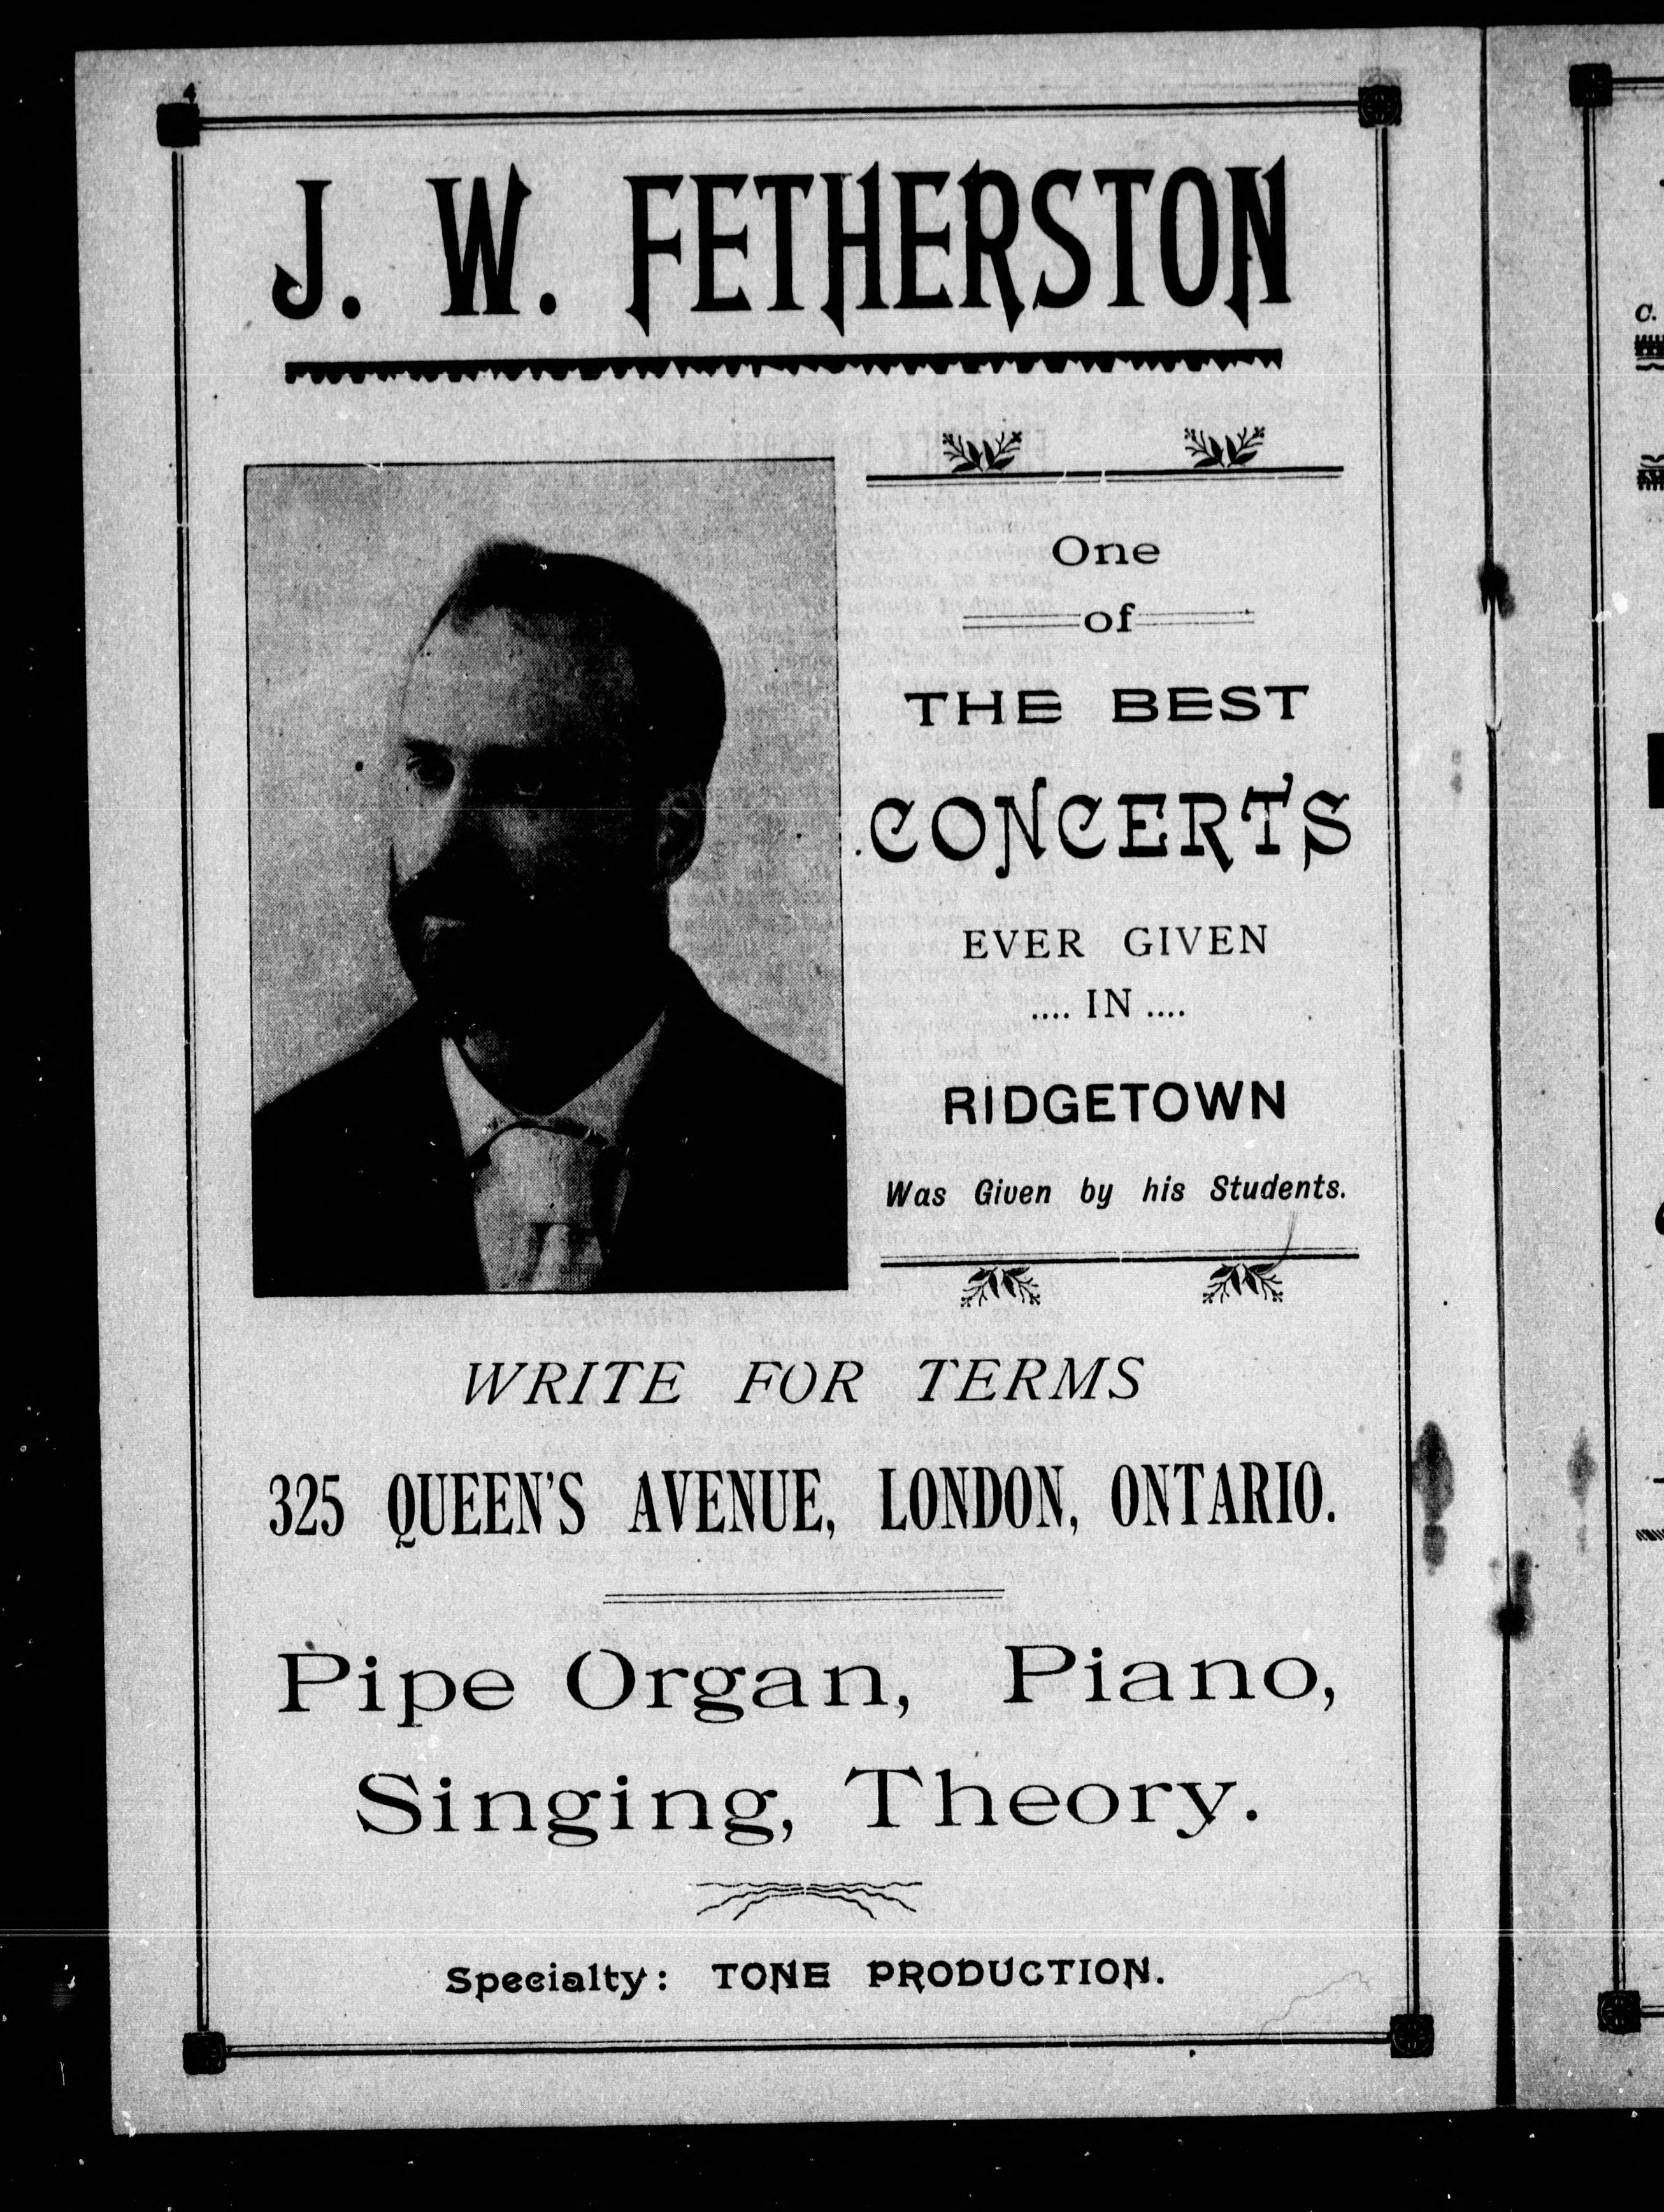 4
J. W. FETHERSTON
One
of
THE BEST
CONCERTS
EVER GIVEN
.... IN ....
RIDGETOWN
Was Given by his Students.
WRITE FOR TERMS
325 QUEEN'S AVENUE, LONDON, ONTARIO.
Pipe Organ, Piano,
Singing, Theory.
Specialty: TONE PRODUCTION.
C.